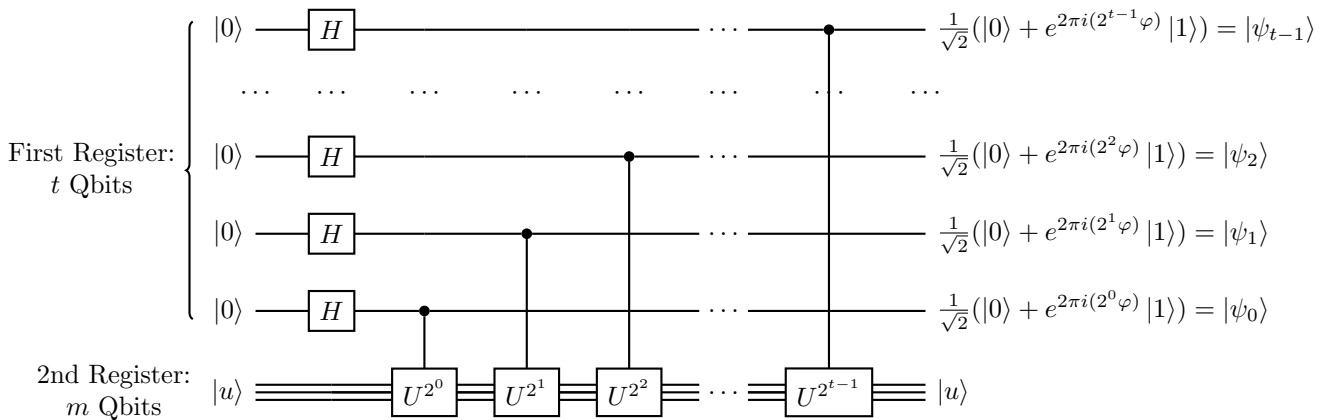 |0⟩ H ··· 1/√2(|0⟩ + e^{2πi(2^{t−1}φ)} |1⟩) = |ψ_{t−1}⟩
··· ··· ··· ··· ··· ··· ··· ···
|0⟩ H ··· 1/√2(|0⟩ + e^{2πi(2^2φ)} |1⟩) = |ψ_2⟩
First Register:
t Qbits
|0⟩ H ··· 1/√2(|0⟩ + e^{2πi(2^1φ)} |1⟩) = |ψ_1⟩
|0⟩ H ··· 1/√2(|0⟩ + e^{2πi(2^0φ)} |1⟩) = |ψ_0⟩
2nd Register:
m Qbits
|u⟩ U^{2^0} U^{2^1} U^{2^2} ··· U^{2^{t−1}} |u⟩